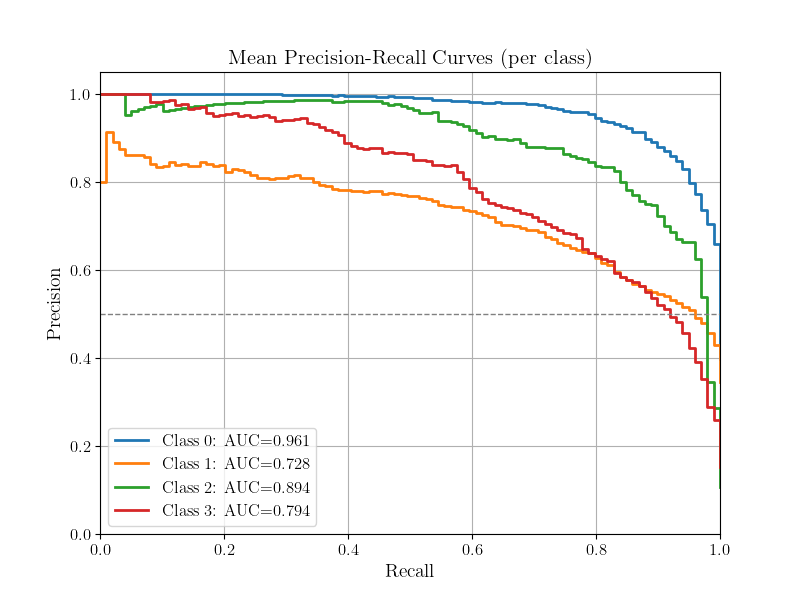 Mean Precision-Recall Curves (per class)
1.0
0.8
0.6
0.4
0.2
0.0
Precision
Class 0: AUC=0.961
Class 1: AUC=0.728
Class 2: AUC=0.894
Class 3: AUC=0.794
0.0 0.2 0.4 0.6 0.8 1.0
Recall